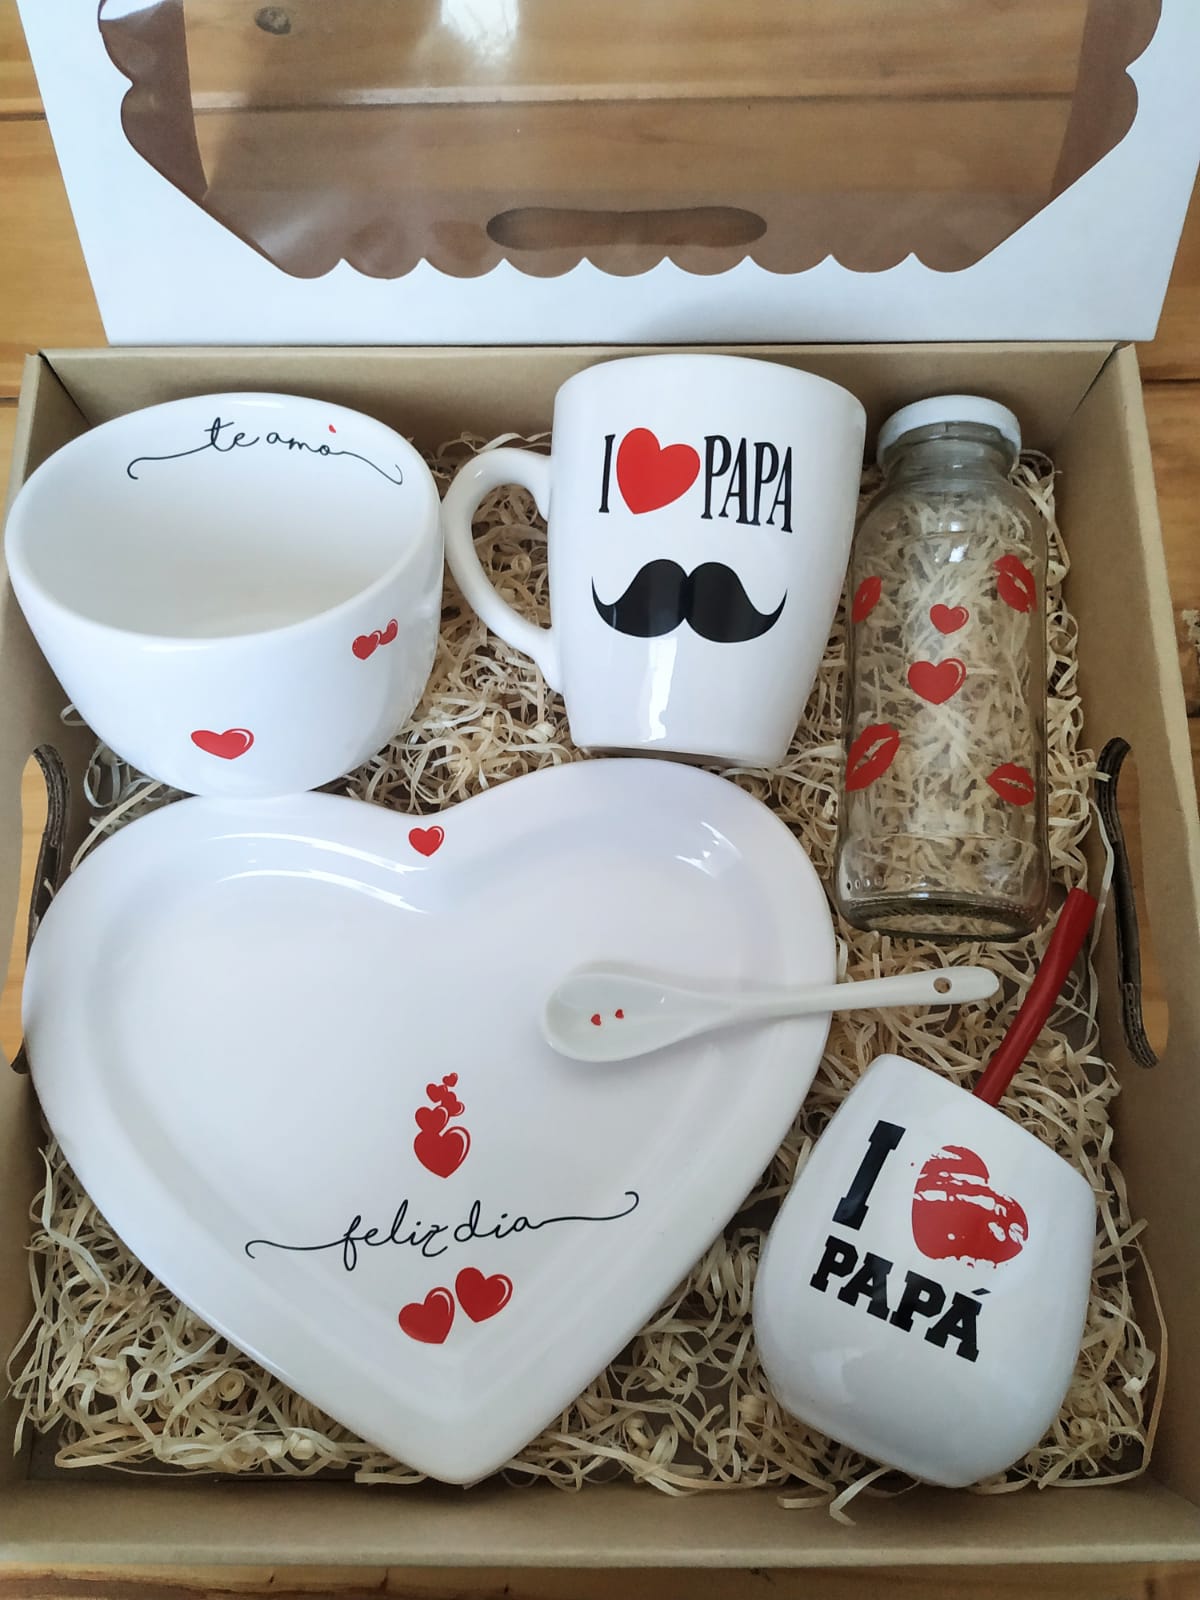 te amo
I ❤ PAPA
feliz dia
I ❤
PAPÁ